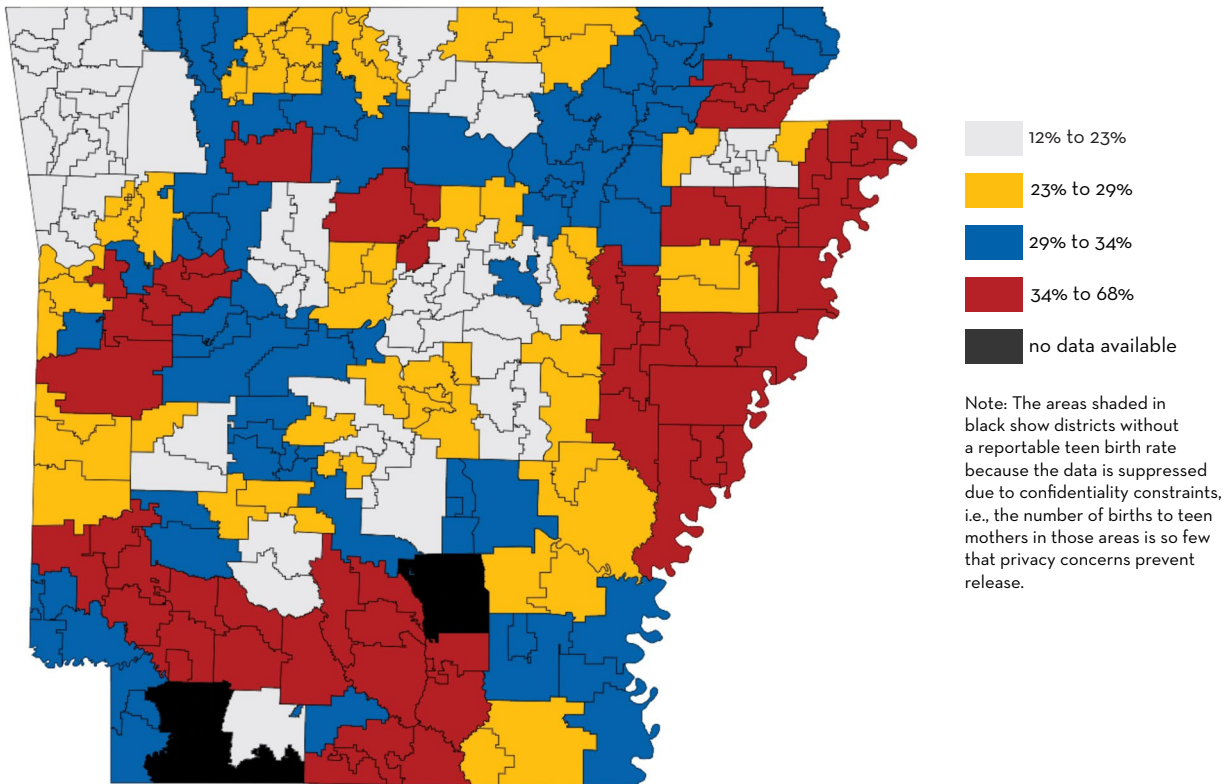 12% to 23%
23% to 29%
29% to 34%
34% to 68%
no data available
Note: The areas shaded in
black show districts without
a reportable teen birth rate
because the data is suppressed
due to confidentiality constraints,
i.e., the number of births to teen
mothers in those areas is so few
that privacy concerns prevent
release.